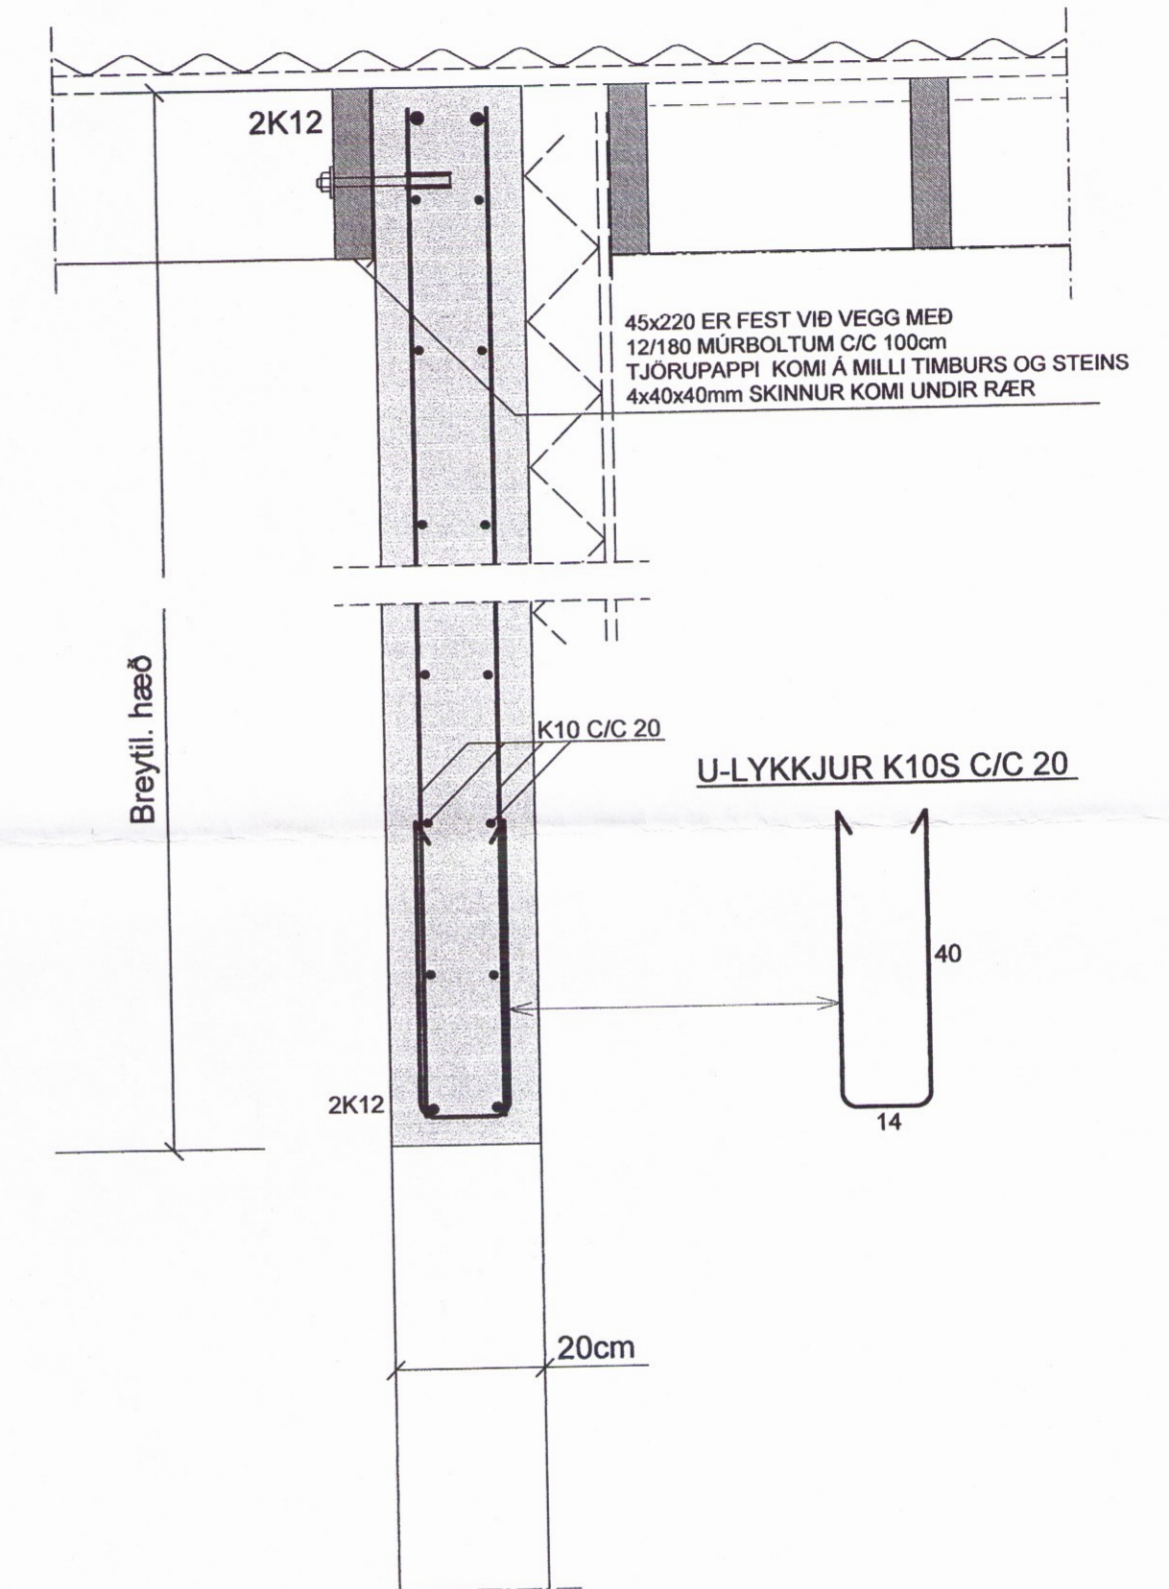 2K12
45x220 ER FEST VIÐ VEGG MEÐ
12/180 MÚRBOLTUM C/C 100cm
TJÖRUPAPPI KOMI Á MILLI TIMBURS OG STEINS
4x40x40mm SKINNUR KOMI UNDIR RÆR
Breytil. hæð
K10 C/C 20
U-LYKKJUR K10S C/C 20
40
14
2K12
20cm